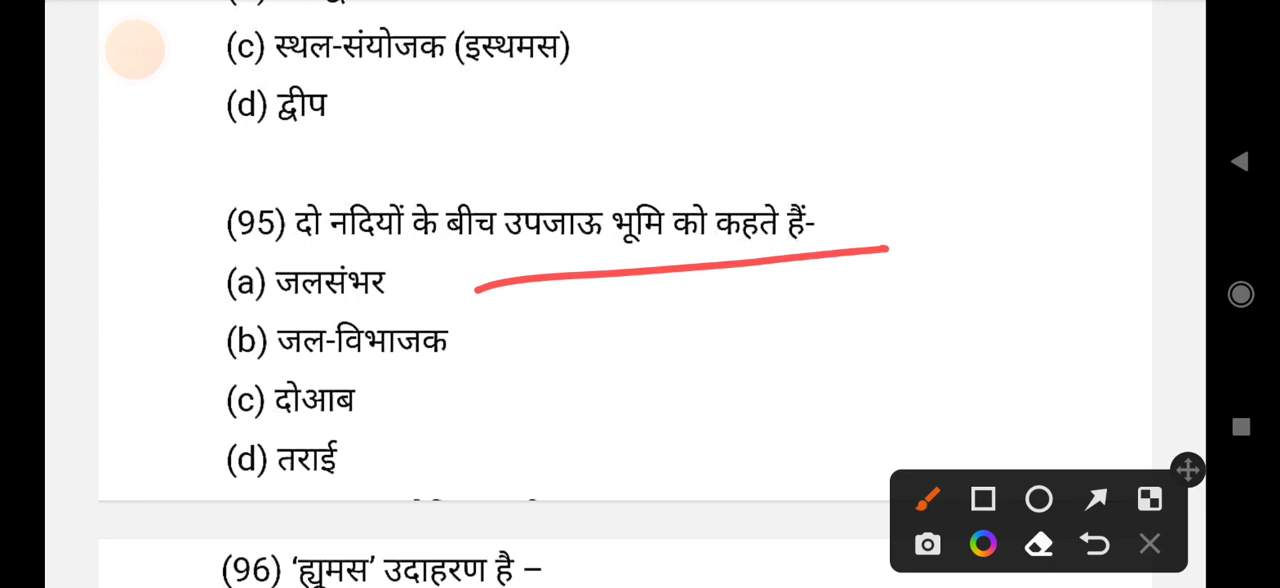 (c) स्थल-संयोजक (इस्थमस)
(d) द्वीप
(95) दो नदियों के बीच उपजाऊ भूमि को कहते हैं-
(a) जलसंभर
(b) जल-विभाजक
(c) दोआब
(d) तराई
(96) ‘ह्यूमस’ उदाहरण है –